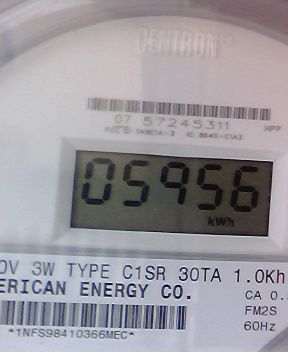 CENTRON
07 57245311
HPP
05956
kWh
0V 3W TYPE C1SR 30TA 1.0Kh
ERICAN ENERGY CO.
CA 0.
FM2S
60Hz
*1NFS98410366MEC*